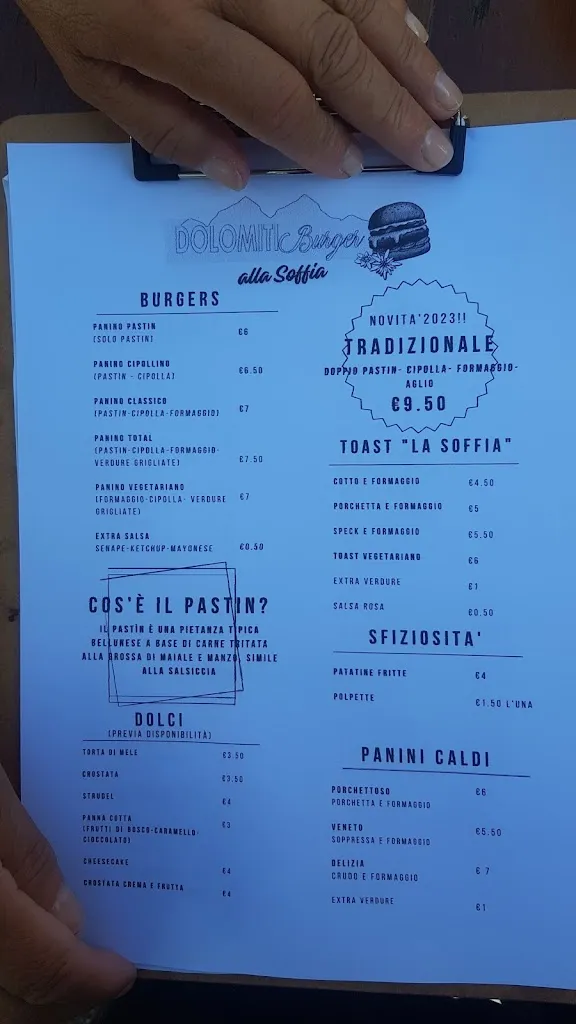 DOLOMITI Burger
alla Soffia
BURGERS
PANINO PASTIN €6
(SOLO PASTIN)
PANINO CIPOLLINO €6.50
(PASTIN - CIPOLLA)
PANINO CLASSICO €7
(PASTIN-CIPOLLA-FORMAGGIO)
PANINO TOTAL
(PASTIN-CIPOLLA-FORMAGGIO-
VERDURE GRIGLIATE) €7.50
PANINO VEGETARIANO
(FORMAGGIO-CIPOLLA- VERDURE €7
GRIGLIATE)
EXTRA SALSA
SENAPE-KETCHUP-MAYONESE €0.50
COS'È IL PASTIN?
IL PASTÌN È UNA PIETANZA TIPICA
BELLUNESE A BASE DI CARNE TRITATA
ALLA GROSSA DI MAIALE E MANZO, SIMILE
ALLA SALSICCIA
DOLCI
(PREVIA DISPONIBILITÀ)
TORTA DI MELE €3.50
CROSTATA €3.50
STRUDEL €4
PANNA COTTA €3
(FRUTTI DI BOSCO-CARAMELLO-
CIOCCOLATO)
CHEESECAKE €4
CROSTATA CREMA E FRUTTA €4
NOVITA'2023!!
TRADIZIONALE
DOPPIO PASTIN- CIPOLLA- FORMAGGIO-
AGLIO
€9.50
TOAST "LA SOFFIA"
COTTO E FORMAGGIO €4.50
PORCHETTA E FORMAGGIO €5
SPECK E FORMAGGIO €5.50
TOAST VEGETARIANO €6
EXTRA VERDURE €1
SALSA ROSA €0.50
SFIZIOSITA'
PATATINE FRITTE €4
POLPETTE €1.50 L'UNA
PANINI CALDI
PORCHETTOSO €6
PORCHETTA E FORMAGGIO
VENETO €5.50
SOPPRESSA E FORMAGGIO
DELIZIA €7
CRUDO E FORMAGGIO
EXTRA VERDURE €1